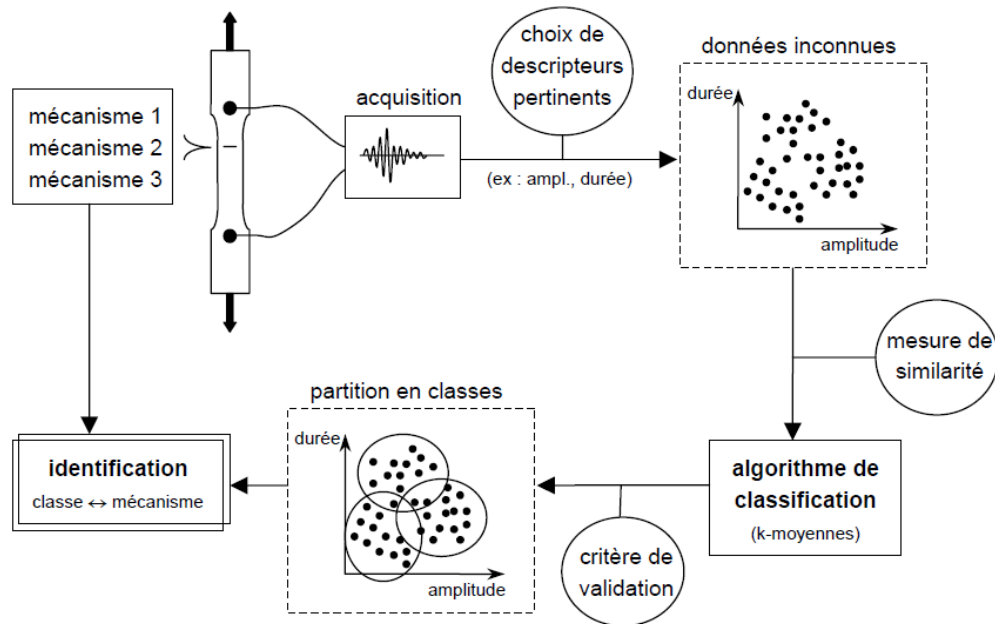 mécanisme 1
mécanisme 2
mécanisme 3
acquisition
choix de
descripteurs
pertinents
(ex : ampl., durée)
données inconnues
durée
amplitude
mesure de
similarité
algorithme de
classification
(k-moyennes)
critère de
validation
partition en classes
durée
amplitude
identification
classe ↔ mécanisme